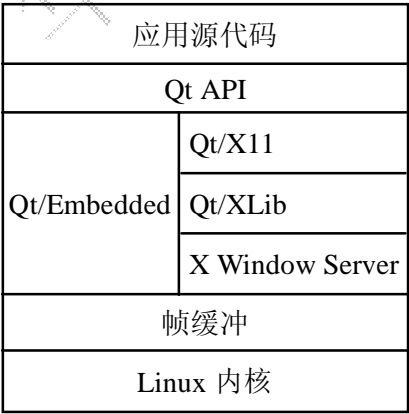 应用源代码
Qt API
Qt/Embedded
Qt/X11
Qt/XLib
X Window Server
帧缓冲
Linux 内核